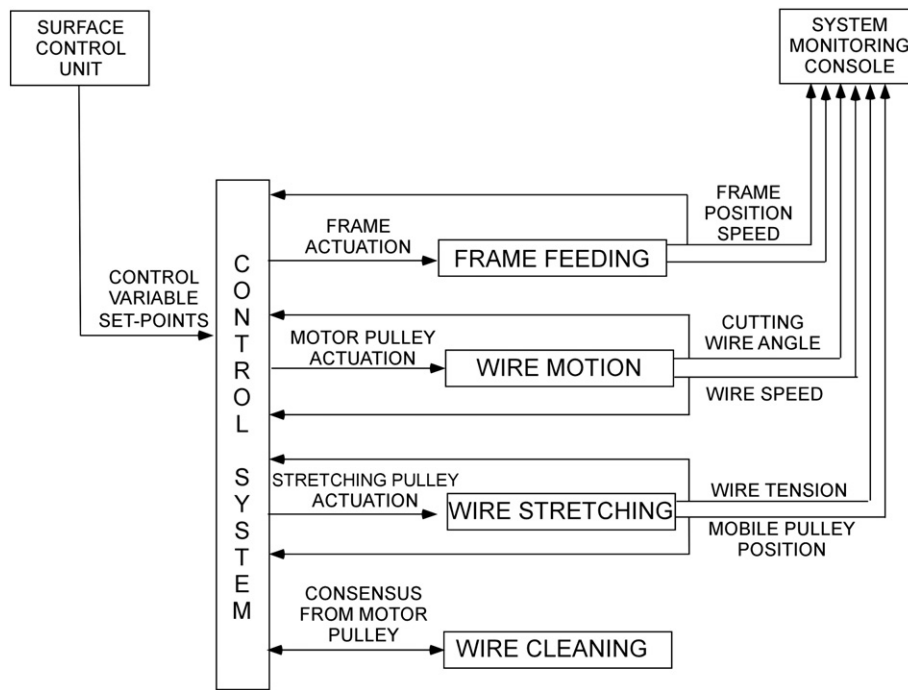 SURFACE
CONTROL
UNIT
SYSTEM
MONITORING
CONSOLE
FRAME
POSITION
SPEED
FRAME
ACTUATION
FRAME FEEDING
CONTROL
VARIABLE
SET-POINTS
CONTROL SYSTEM
MOTOR PULLEY
ACTUATION
WIRE MOTION
CUTTING
WIRE ANGLE
WIRE SPEED
STRETCHING PULLEY
ACTUATION
WIRE STRETCHING
WIRE TENSION
MOBILE PULLEY
POSITION
CONSENSUS
FROM MOTOR
PULLEY
WIRE CLEANING